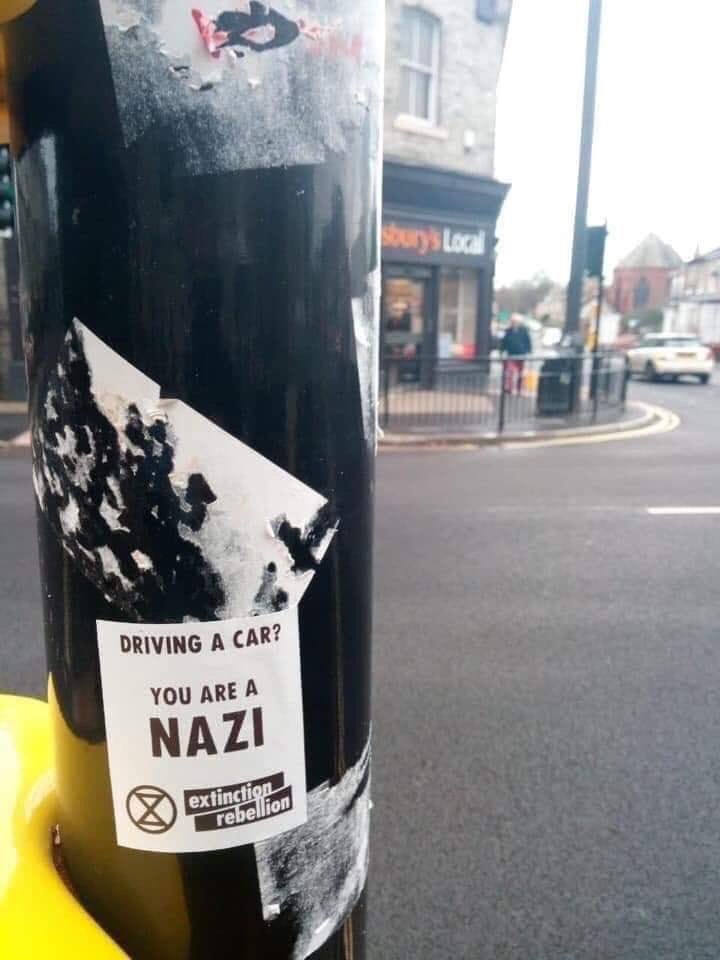 sbury's Local
DRIVING A CAR?
YOU ARE A
NAZI
extinction
rebellion